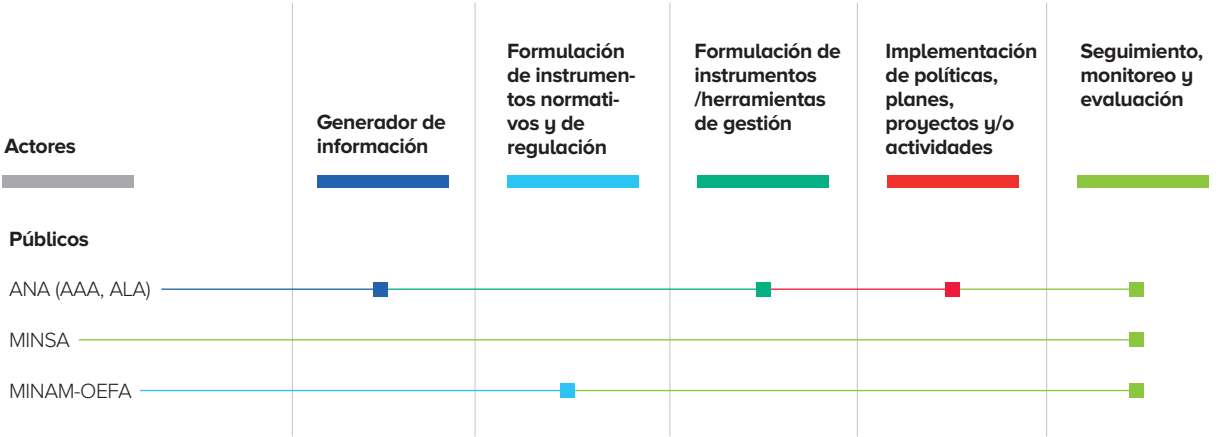 Actores
Generador de
información
Formulación
de instrumen-
tos normati-
vos y de
regulación
Formulación de
instrumentos
/herramientas
de gestión
Implementación
de políticas,
planes,
proyectos y/o
actividades
Seguimiento,
monitoreo y
evaluación
Públicos
ANA (AAA, ALA)
MINSA
MINAM-OEFA